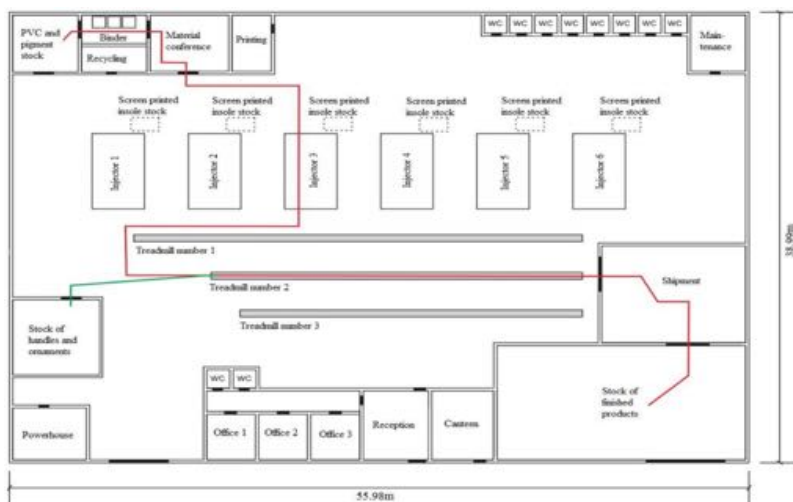 PVC and
pigment
stock
Binder
Recycling
Material
conference
Printing
WC
WC
WC
WC
WC
WC
WC
WC
Main-
tenance
Screen printed
insole stock
Screen printed
insole stock
Screen printed
insole stock
Screen printed
insole stock
Screen printed
insole stock
Screen printed
insole stock
Injector 1
Injector 2
Injector 3
Injector 4
Injector 5
Injector 6
Treadmill number 1
Treadmill number 2
Treadmill number 3
Shipment
Stock of
handles and
ornaments
Stock of
finished
products
WC
WC
Powerhouse
Office 1
Office 2
Office 3
Reception
Canteen
38.99m
55.98m